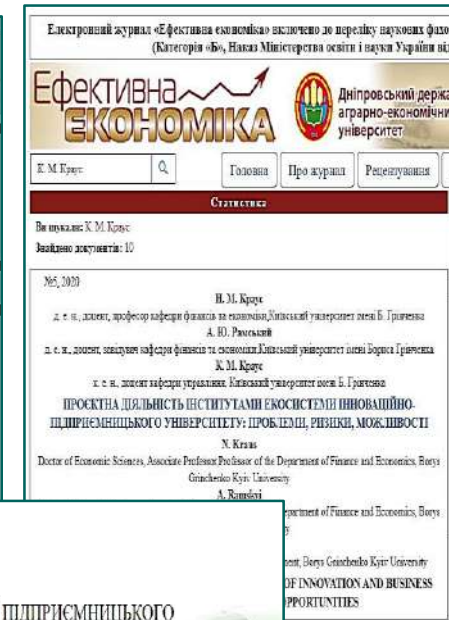 Електронний журнал «Ефективна економіка» включено до переліку наукових фахо
(Категорія «Б», Наказ Міністерства освіти і науки України від
Ефективна
ЕКОНОМІКА
Дніпровський держа
аграрно-економічни
університет
К. М. Краус
Головна
Про журнал
Рецензування
Статистика
Ви шукали: К. М. Краус
Знайдено документів: 10
№5, 2020
Н. М. Краус
д. е. н., доцент, професор кафедри фінансів та економіки, Київський університет імені Б. Грінченка
А. Ю. Рамський
д. е. н., доцент, завідувач кафедри фінансів та економіки, Київський університет імені Бориса Грінченка
К. М. Краус
к. е. н., доцент кафедри управління, Київський університет імені Б. Грінченка
ПРОЄКТНА ДІЯЛЬНІСТЬ ІНСТИТУТАМИ ЕКОСИСТЕМИ ІННОВАЦІЙНО-
ПІДПРИЄМНИЦЬКОГО УНІВЕРСИТЕТУ: ПРОБЛЕМИ, РИЗИКИ, МОЖЛИВОСТІ
N. Kraus
Doctor of Economic Sciences, Associate Professor, Professor of the Department of Finance and Economics, Borys
Grinchenko Kyiv University
A. Ramskyi
epartment of Finance and Economics, Borys
y
ent, Borys Grinchenko Kyiv University
OF INNOVATION AND BUSINESS
PPORTUNITIES
ПІДПРИЄМНИЦЬКОГО